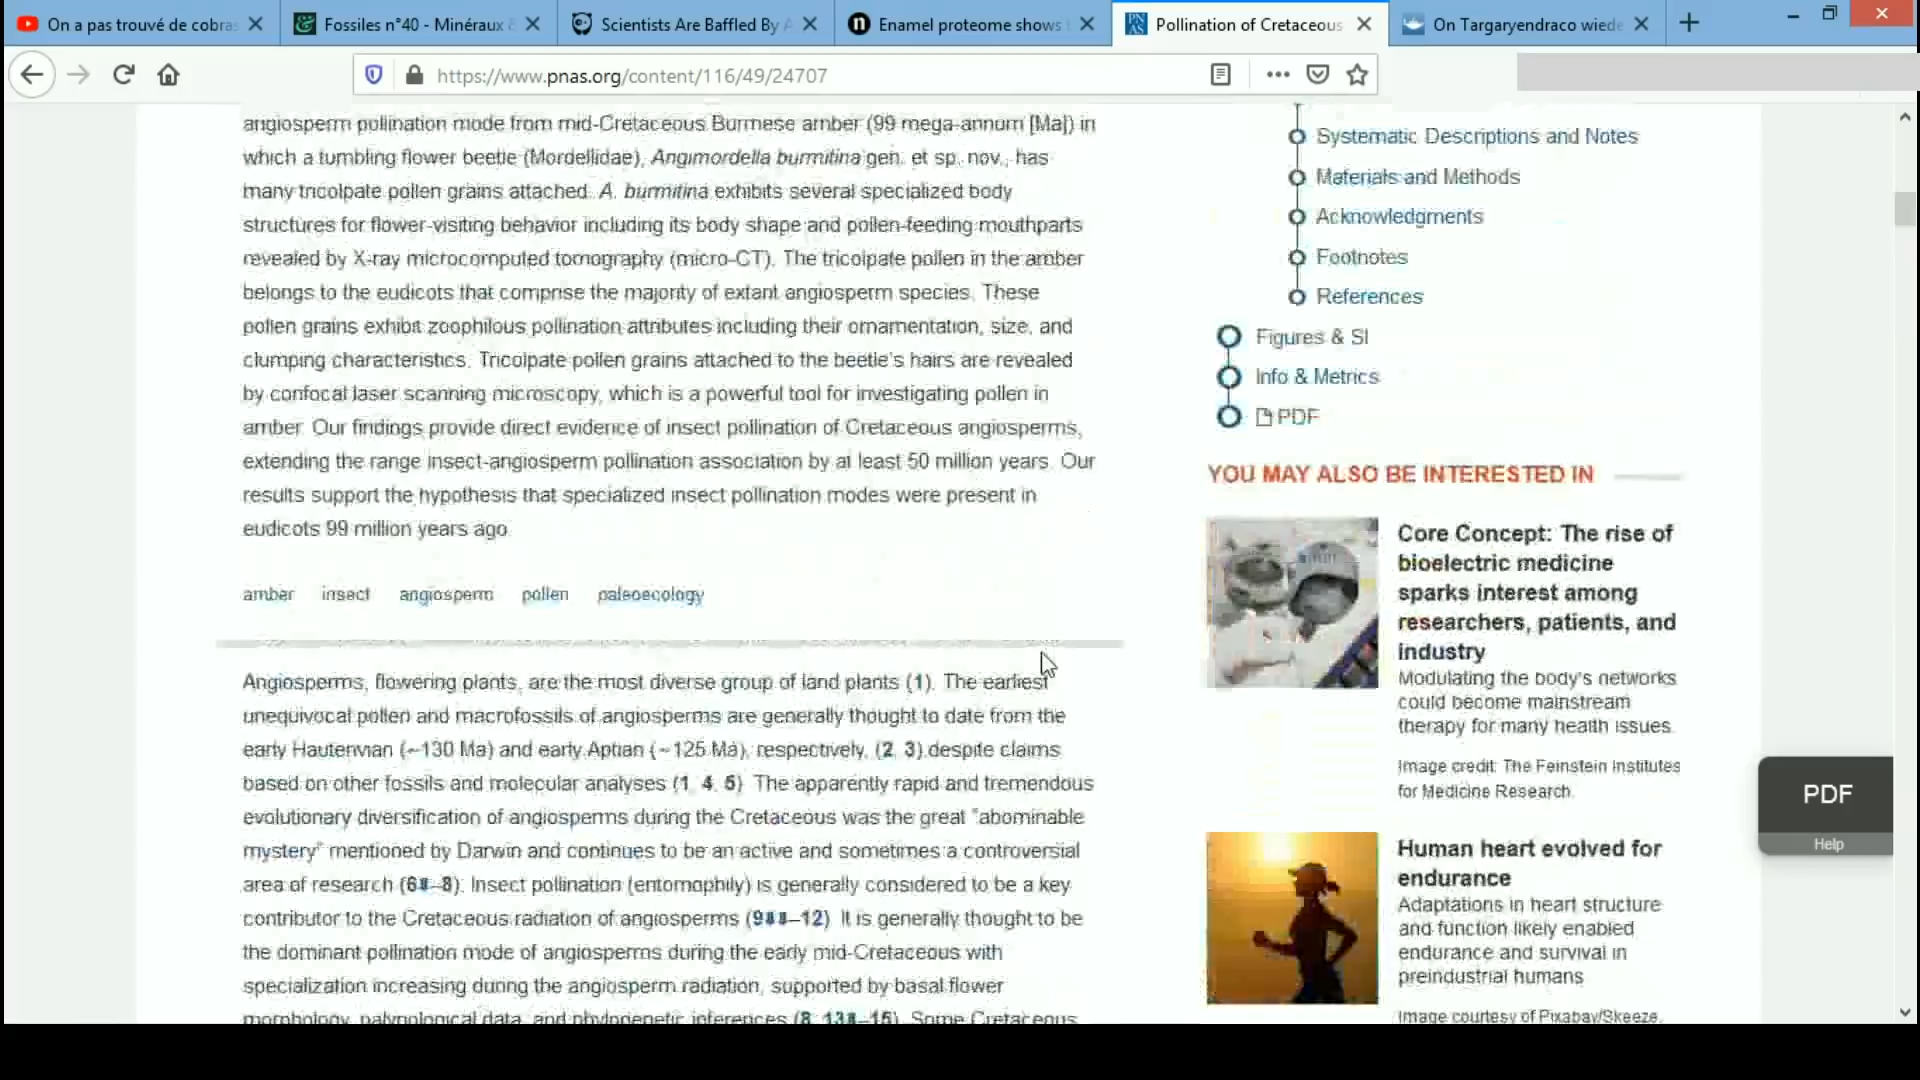 On a pas trouvé de cobras
Fossiles n°40 - Minéraux &
Scientists Are Baffled By A
Enamel proteome shows t
Pollination of Cretaceous
On Targaryendraco wiede
https://www.pnas.org/content/116/49/24707
angiosperm pollination mode from mid-Cretaceous Burmese amber (99 mega-annum [Ma]) in
which a tumbling flower beetle (Mordellidae), Angimordella burmitina gen. et sp. nov., has
many tricolpate pollen grains attached. A. burmitina exhibits several specialized body
structures for flower-visiting behavior including its body shape and pollen-feeding mouthparts
revealed by X-ray microcomputed tomography (micro-CT). The tricolpate pollen in the amber
belongs to the eudicots that comprise the majority of extant angiosperm species. These
pollen grains exhibit zoophilous pollination attributes including their ornamentation, size, and
clumping characteristics. Tricolpate pollen grains attached to the beetle's hairs are revealed
by confocal laser scanning microscopy, which is a powerful tool for investigating pollen in
amber. Our findings provide direct evidence of insect pollination of Cretaceous angiosperms,
extending the range insect-angiosperm pollination association by at least 50 million years. Our
results support the hypothesis that specialized insect pollination modes were present in
eudicots 99 million years ago.
amber insect angiosperm pollen paleoecology
Angiosperms, flowering plants, are the most diverse group of land plants (1). The earliest
unequivocal pollen and macrofossils of angiosperms are generally thought to date from the
early Hauterivian (~130 Ma) and early Aptian (~125 Ma), respectively, (2, 3) despite claims
based on other fossils and molecular analyses (1, 4, 5). The apparently rapid and tremendous
evolutionary diversification of angiosperms during the Cretaceous was the great "abominable
mystery" mentioned by Darwin and continues to be an active and sometimes a controversial
area of research (6–8). Insect pollination (entomophily) is generally considered to be a key
contributor to the Cretaceous radiation of angiosperms (9–12). It is generally thought to be
the dominant pollination mode of angiosperms during the early mid-Cretaceous with
specialization increasing during the angiosperm radiation, supported by basal flower
morphology, palynological data, and phylogenetic inferences (8, 13–15). Some Cretaceous
Systematic Descriptions and Notes
Materials and Methods
Acknowledgments
Footnotes
References
Figures & SI
Info & Metrics
PDF
YOU MAY ALSO BE INTERESTED IN
Core Concept: The rise of
bioelectric medicine
sparks interest among
researchers, patients, and
industry
Modulating the body's networks
could become mainstream
therapy for many health issues.
Image credit: The Feinstein Institutes
for Medicine Research.
Human heart evolved for
endurance
Adaptations in heart structure
and function likely enabled
endurance and survival in
preindustrial humans
Image courtesy of Pixabay/Skeeze.
PDF
Help